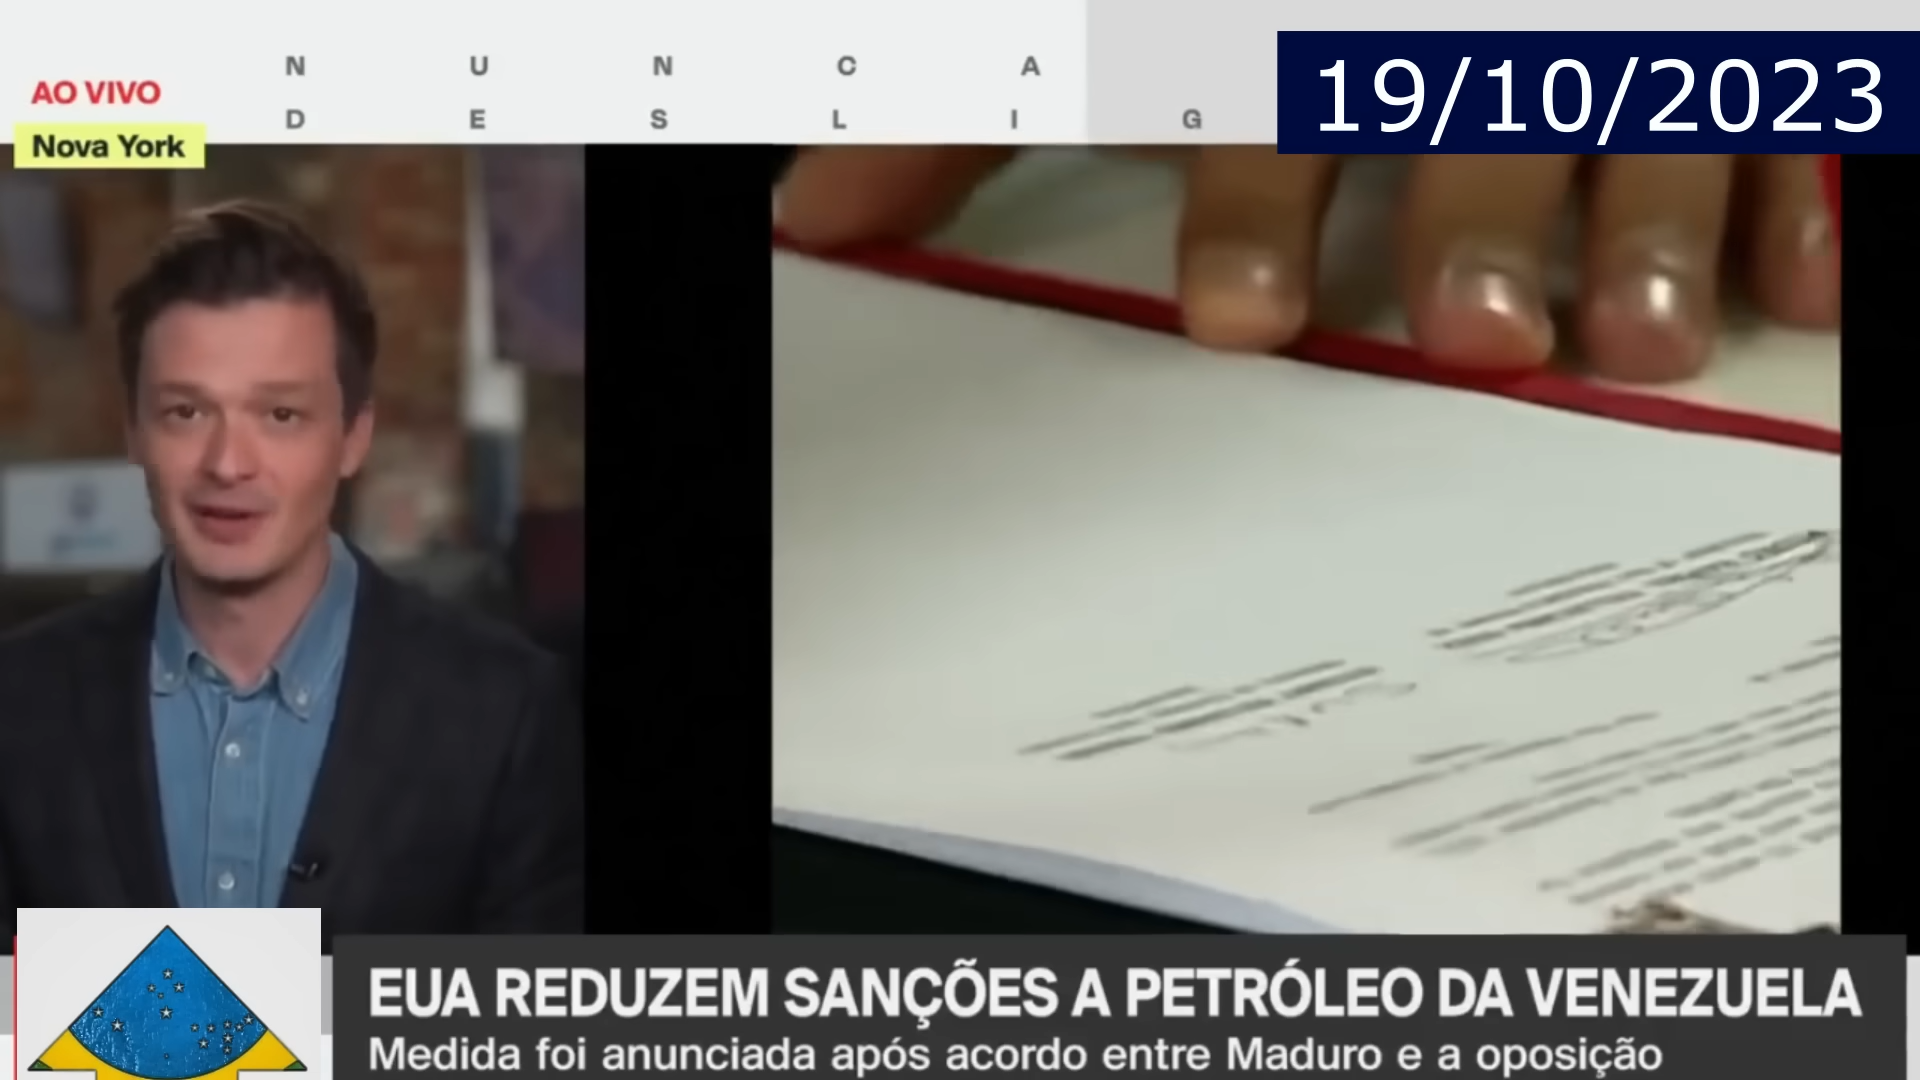 N U N C A
AO VIVO
D E S L I G
Nova York
19/10/2023
EUA REDUZEM SANÇÕES A PETRÓLEO DA VENEZUELA
Medida foi anunciada após acordo entre Maduro e a oposição